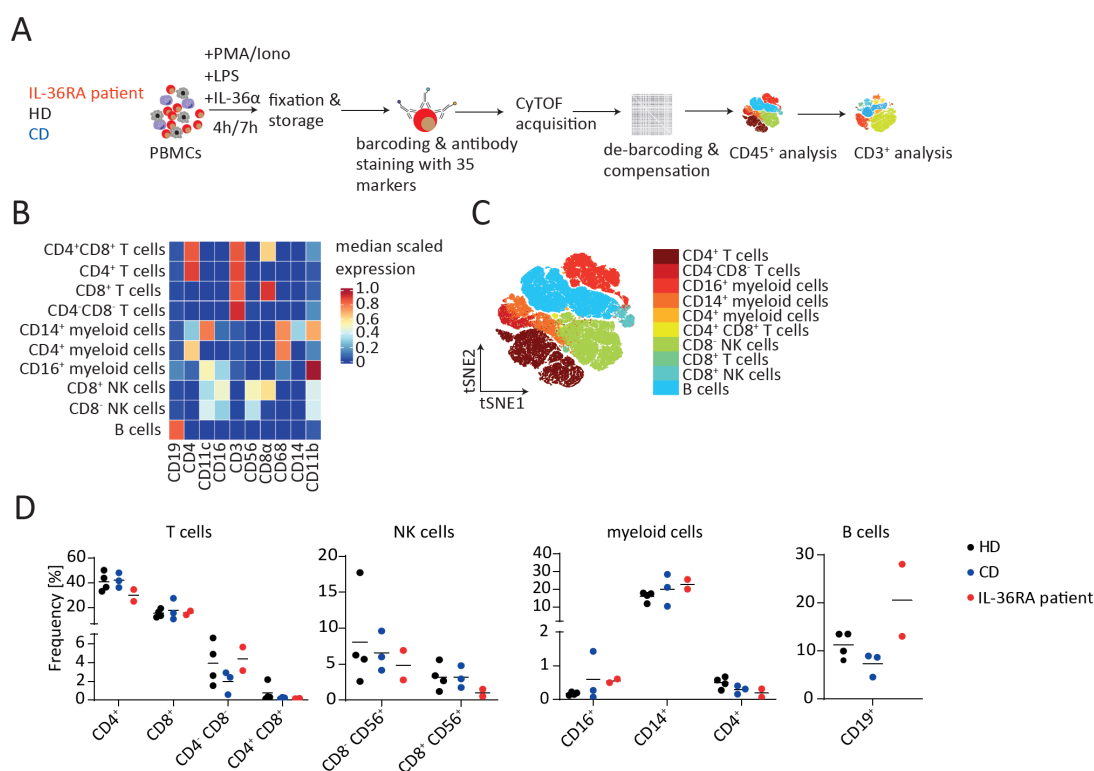 A
+PMA/Iono
+LPS
+IL-36α
4h/7h
IL-36RA patient
HD
CD
PBMCs
fixation &
storage
barcoding & antibody
staining with 35
markers
CyTOF
acquisition
de-barcoding &
compensation
CD45⁺ analysis
CD3⁺ analysis
B
CD4⁺CD8⁺ T cells
CD4⁺ T cells
CD8⁺ T cells
CD4⁻CD8⁻ T cells
CD14⁺ myeloid cells
CD4⁺ myeloid cells
CD16⁺ myeloid cells
CD8⁺ NK cells
CD8⁻ NK cells
B cells
CD19
CD4
CD11c
CD16
CD3
CD56
CD8α
CD68
CD14
CD11b
median scaled
expression
1.0
0.8
0.6
0.4
0.2
0
C
tSNE2
tSNE1
CD4⁺ T cells
CD4⁻CD8⁻ T cells
CD16⁺ myeloid cells
CD14⁺ myeloid cells
CD4⁺ myeloid cells
CD4⁺ CD8⁺ T cells
CD8⁻ NK cells
CD8⁺ T cells
CD8⁺ NK cells
B cells
D
T cells
Frequency [%]
60
40
20
6
4
2
0
CD4⁺
CD8⁺
CD4⁻ CD8⁻
CD4⁺ CD8⁺
NK cells
20
15
10
5
0
CD8⁻ CD56⁺
CD8⁺ CD56⁺
myeloid cells
40
30
20
10
2
1
0
CD16⁺
CD14⁺
CD4⁺
B cells
30
20
10
0
CD19⁺
HD
CD
IL-36RA patient